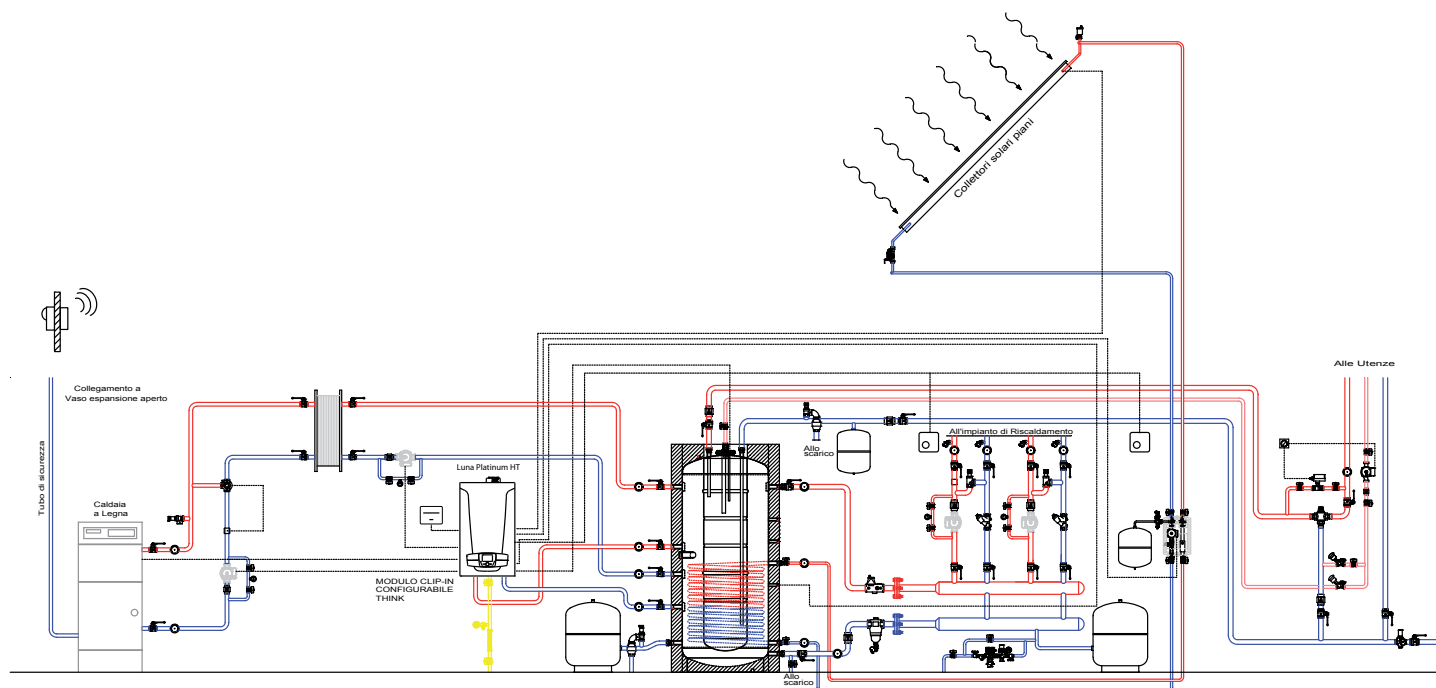 Collettori solari piani
Alle Utenze
Collegamento a
Vaso espansione aperto
Tubo di sicurezza
All'impianto di Riscaldamento
Allo
scarico
Luna Platinum HT
Caldaia
a Legna
MODULO CLIP-IN
CONFIGURABILE
THINK
Allo
scarico